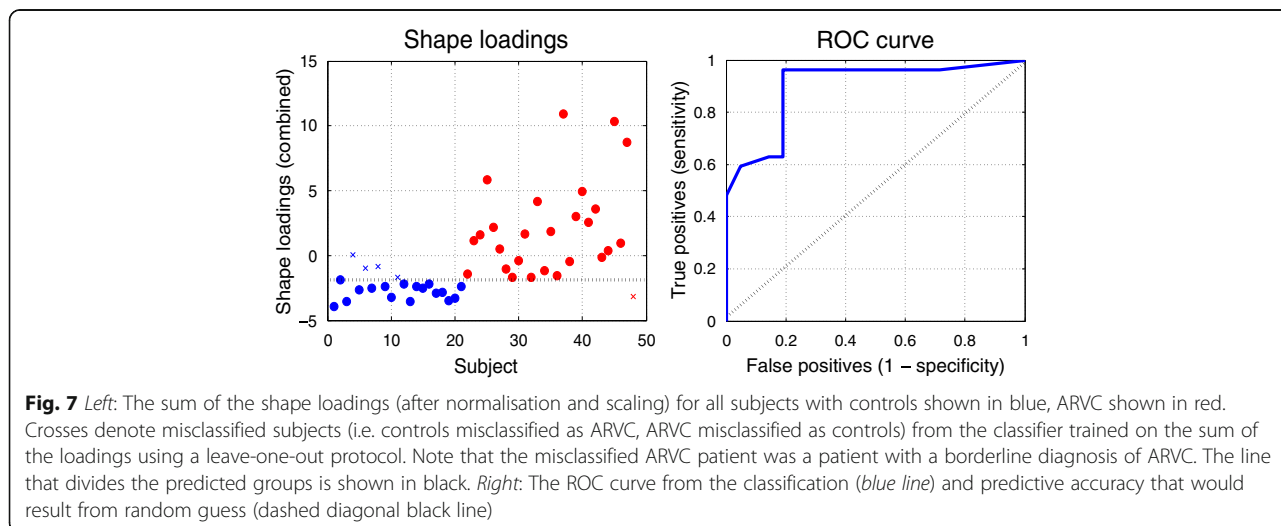 Shape loadings
15
10
5
0
−5
Shape loadings (combined)
0 10 20 30 40 50
Subject
ROC curve
1
0.8
0.6
0.4
0.2
0
True positives (sensitivity)
0 0.2 0.4 0.6 0.8 1
False positives (1 − specificity)
Fig. 7 Left: The sum of the shape loadings (after normalisation and scaling) for all subjects with controls shown in blue, ARVC shown in red.
Crosses denote misclassified subjects (i.e. controls misclassified as ARVC, ARVC misclassified as controls) from the classifier trained on the sum of
the loadings using a leave-one-out protocol. Note that the misclassified ARVC patient was a patient with a borderline diagnosis of ARVC. The line
that divides the predicted groups is shown in black. Right: The ROC curve from the classification (blue line) and predictive accuracy that would
result from random guess (dashed diagonal black line)